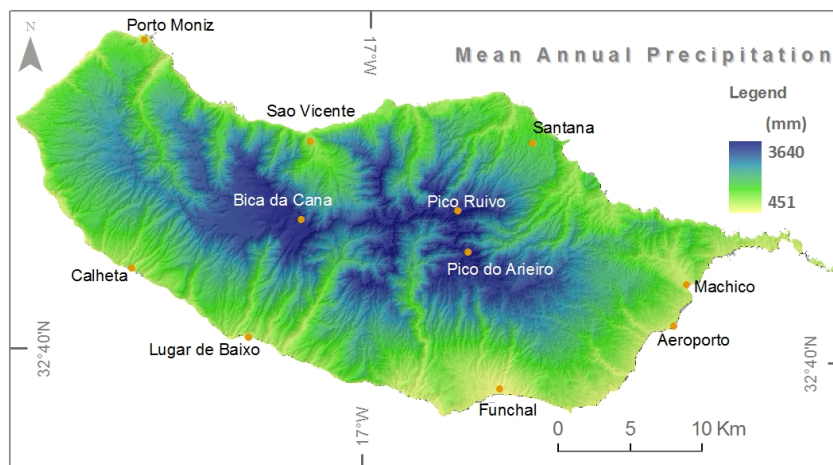 Porto Moniz
N
17°W
Mean Annual Precipitation
Legend
(mm)
3640
451
Sao Vicente
Santana
Bica da Cana
Pico Ruivo
Pico do Arieiro
Calheta
Machico
Aeroporto
Lugar de Baixo
32°40'N
32°40'N
Funchal
17°W
0 5 10 Km